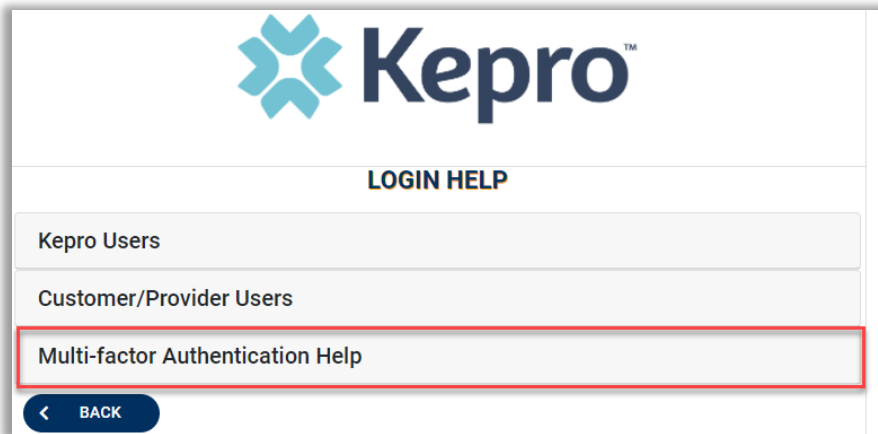 Kepro™
LOGIN HELP
Kepro Users
Customer/Provider Users
Multi-factor Authentication Help
BACK